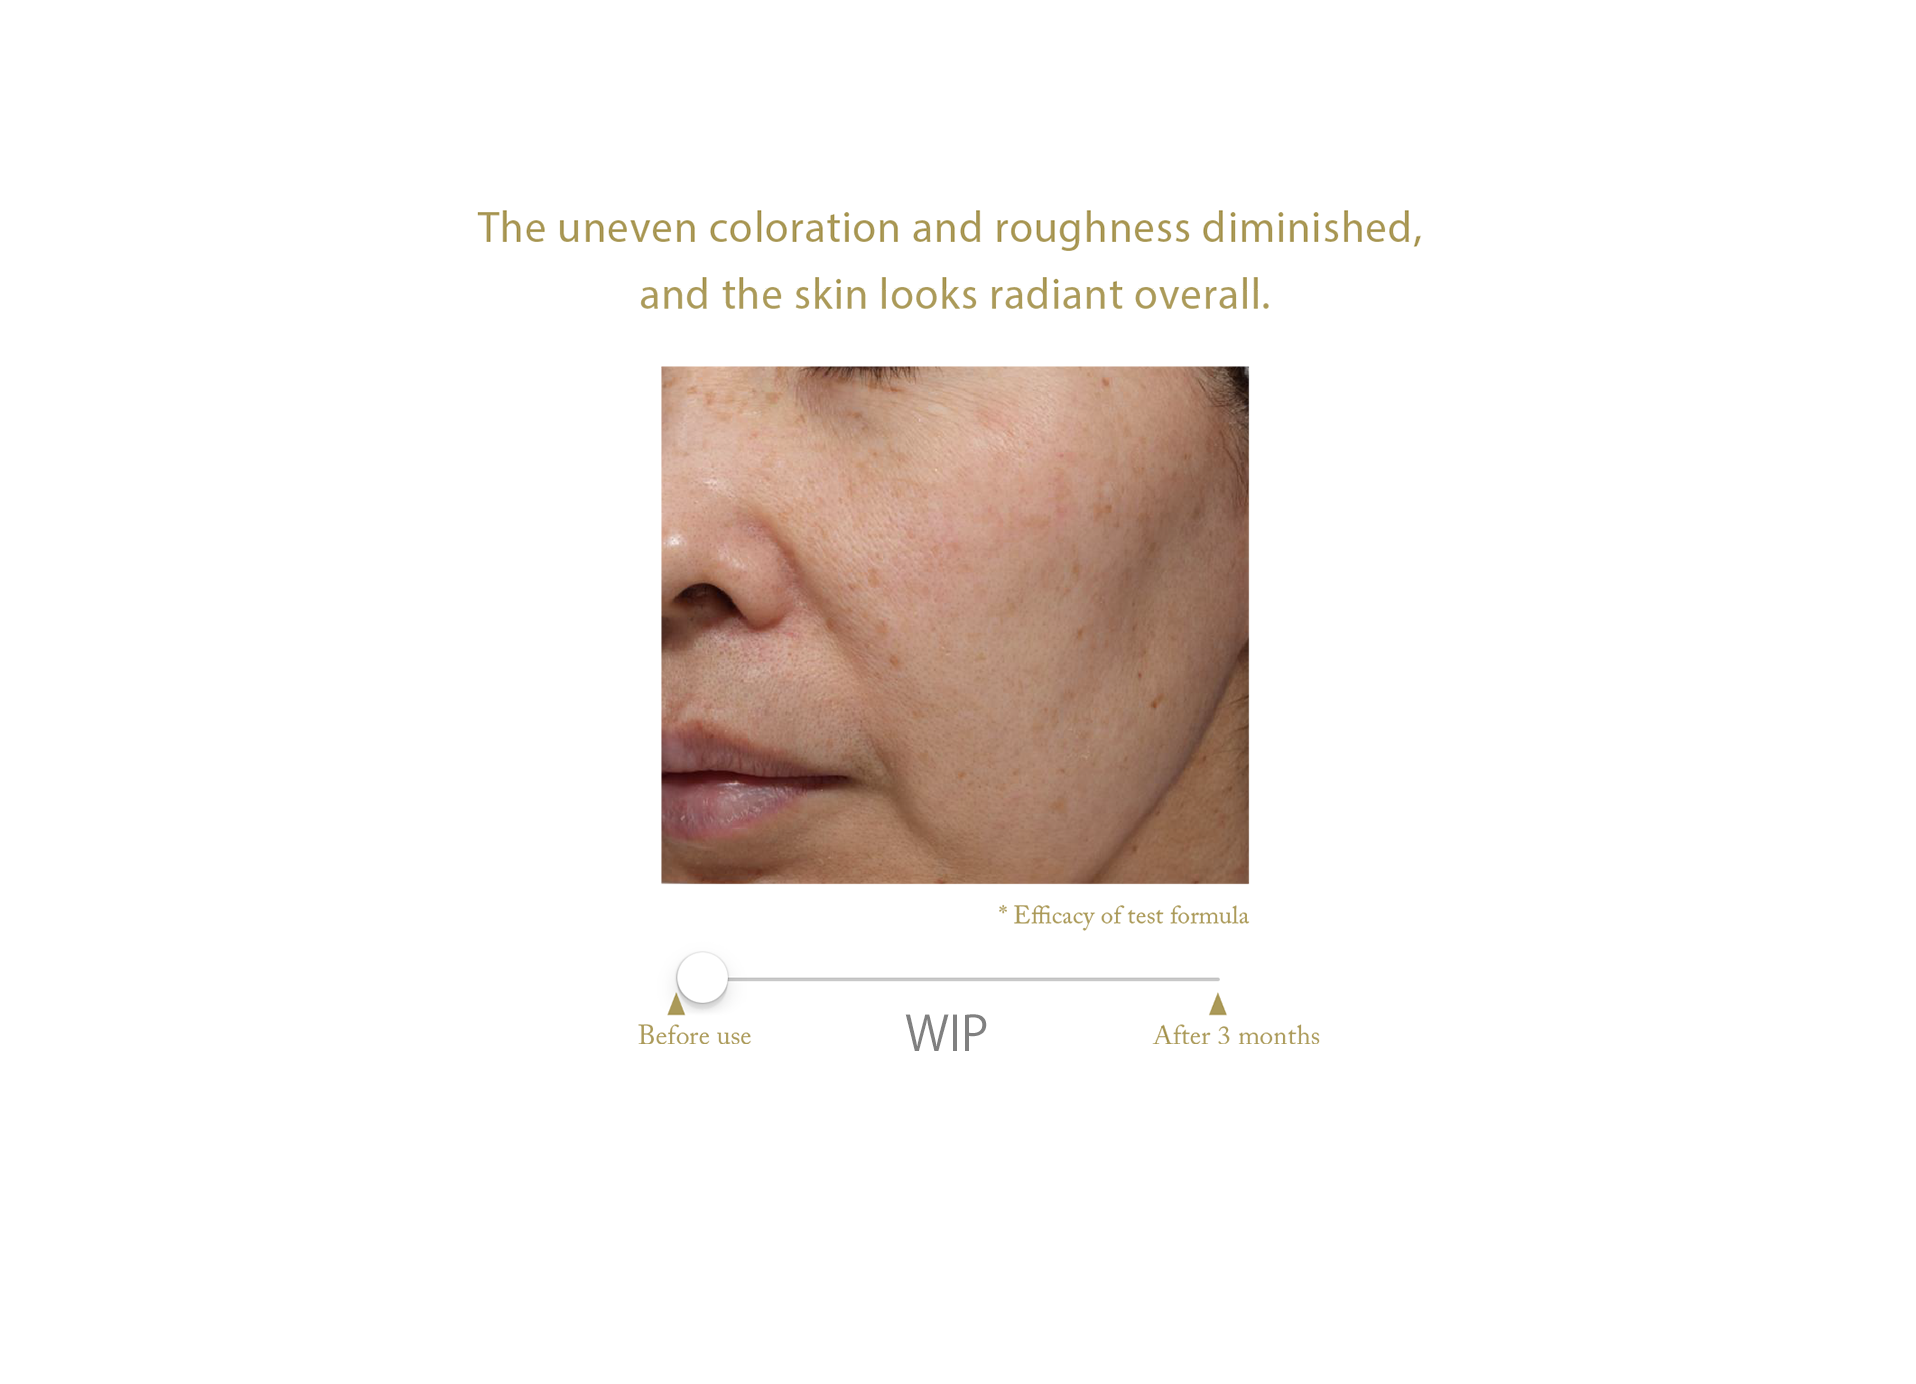 The uneven coloration and roughness diminished,
and the skin looks radiant overall.
* Efficacy of test formula
Before use
WIP
After 3 months